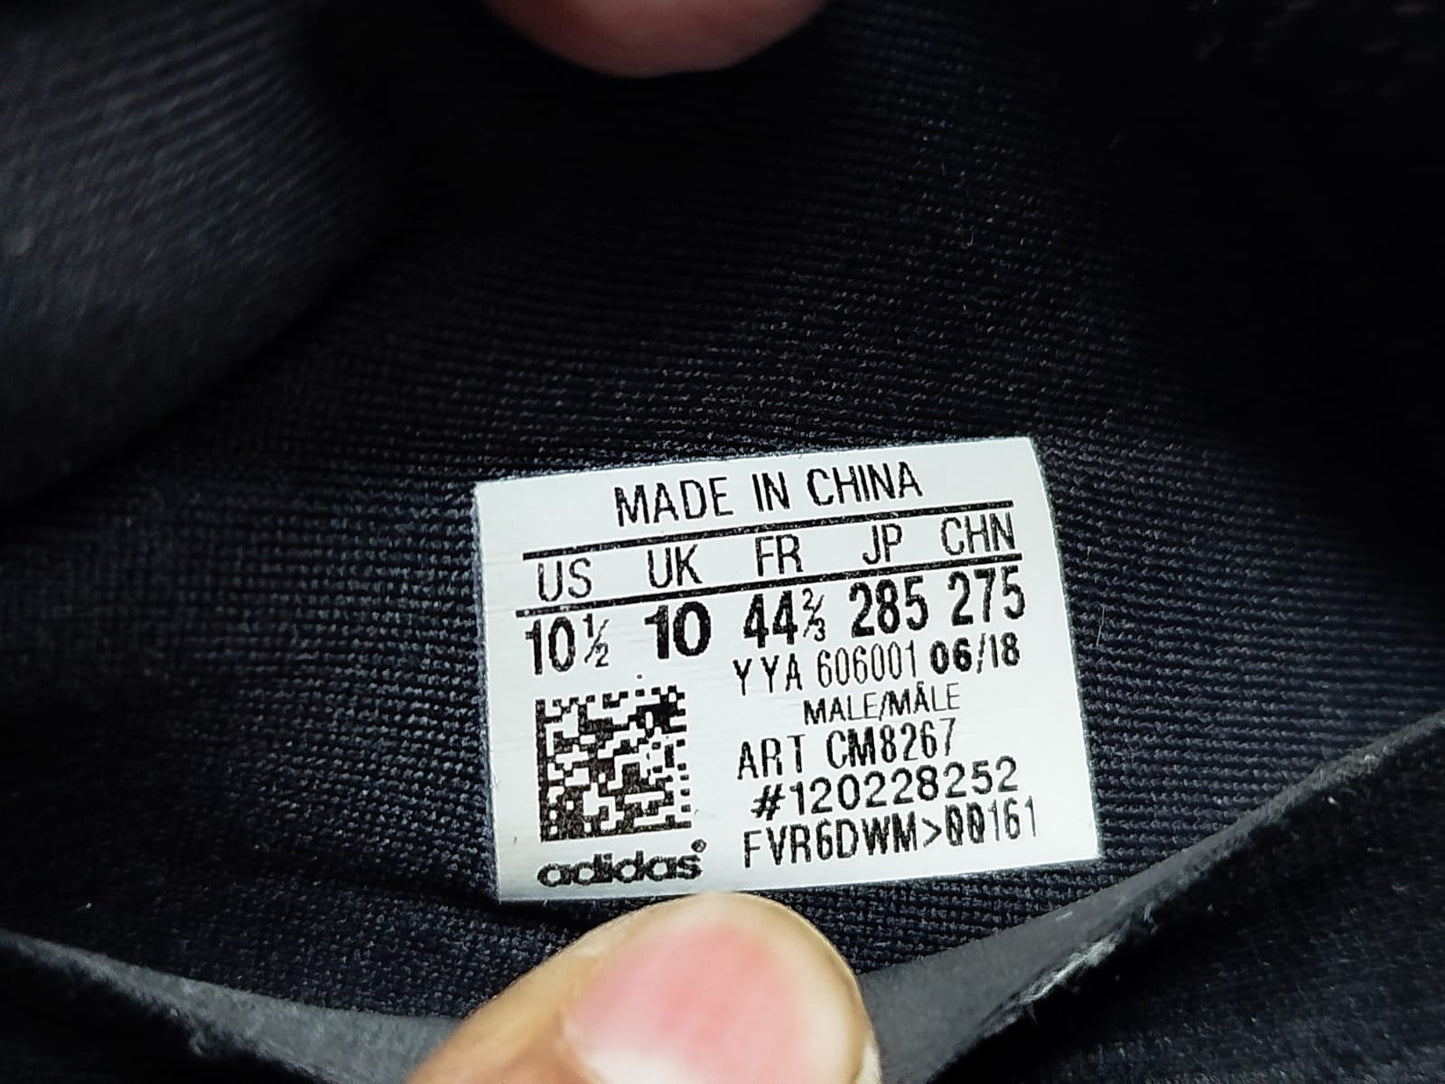 MADE IN CHINA
US UK FR JP CHN
10½ 10 44⅔ 285 275
YYA 606001 06/18
MALE/MÂLE
ART CM8267
#120228252
FVR6DWM>00161
adidas®